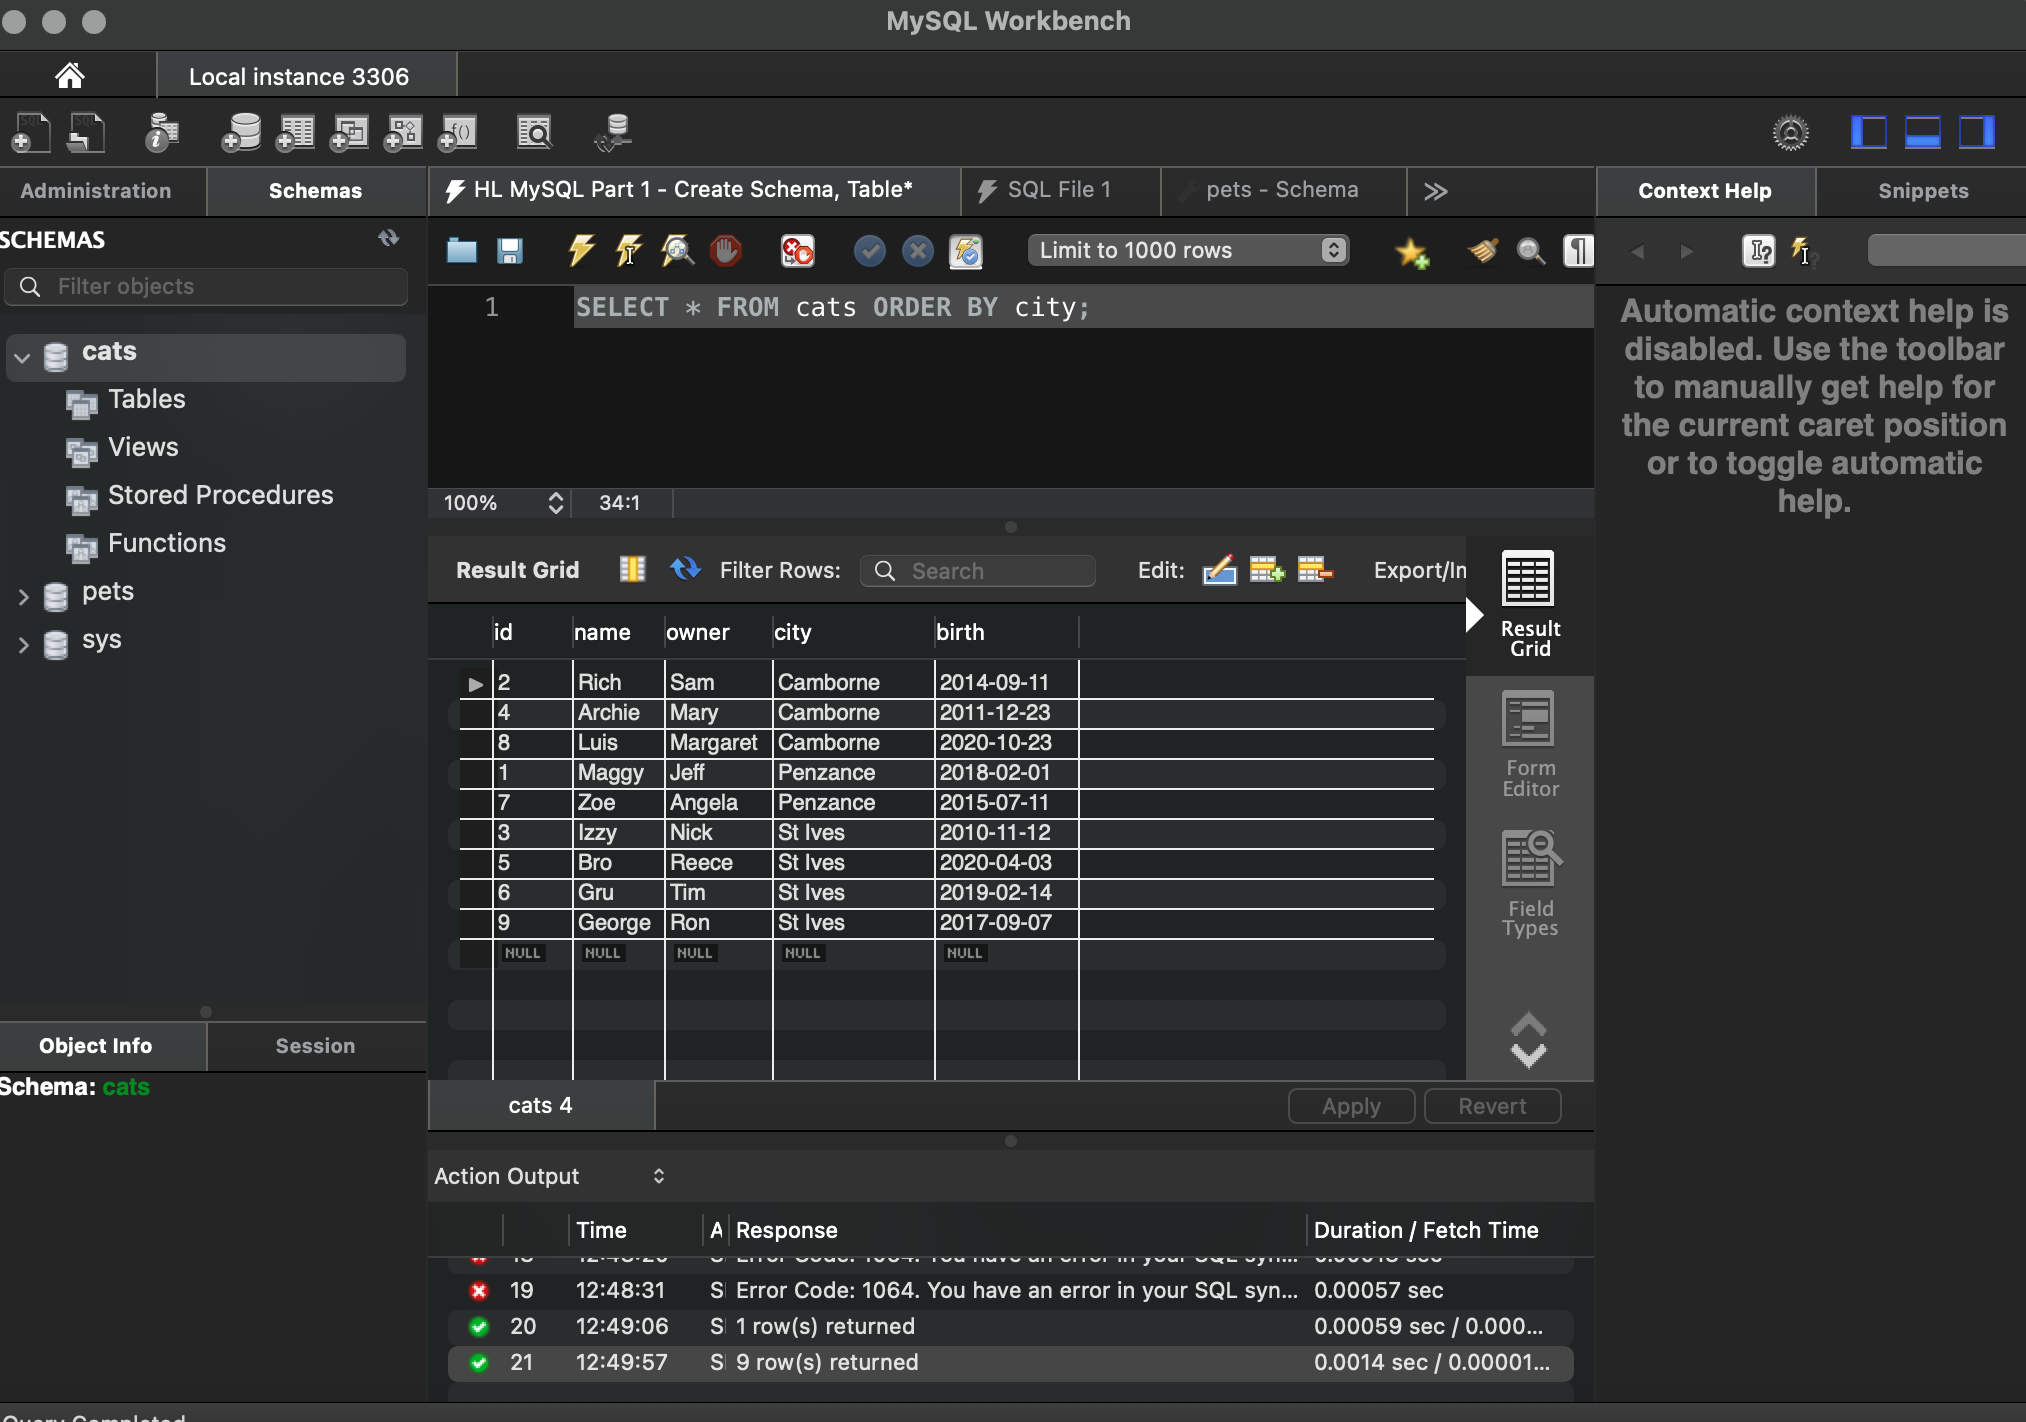 MySQL Workbench
Local instance 3306
Administration
Schemas
HL MySQL Part 1 - Create Schema, Table*
SQL File 1
pets - Schema
Context Help
Snippets
SCHEMAS
Limit to 1000 rows
Filter objects
1
SELECT * FROM cats ORDER BY city;
Automatic context help is
disabled. Use the toolbar
to manually get help for
the current caret position
or to toggle automatic
help.
cats
Tables
Views
Stored Procedures
Functions
pets
sys
100%
34:1
Result Grid
Filter Rows:
Search
Edit:
Export/Im
Result
Grid
Form
Editor
Field
Types
id name owner city birth
2 Rich Sam Camborne 2014-09-11
4 Archie Mary Camborne 2011-12-23
8 Luis Margaret Camborne 2020-10-23
1 Maggy Jeff Penzance 2018-02-01
7 Zoe Angela Penzance 2015-07-11
3 Izzy Nick St Ives 2010-11-12
5 Bro Reece St Ives 2020-04-03
6 Gru Tim St Ives 2019-02-14
9 George Ron St Ives 2017-09-07
NULL NULL NULL NULL NULL
Object Info
Session
Schema: cats
cats 4
Apply
Revert
Action Output
Time A Response Duration / Fetch Time
19 12:48:31 S Error Code: 1064. You have an error in your SQL syn... 0.00057 sec
20 12:49:06 S 1 row(s) returned 0.00059 sec / 0.000...
21 12:49:57 S 9 row(s) returned 0.0014 sec / 0.00001...
Query Completed